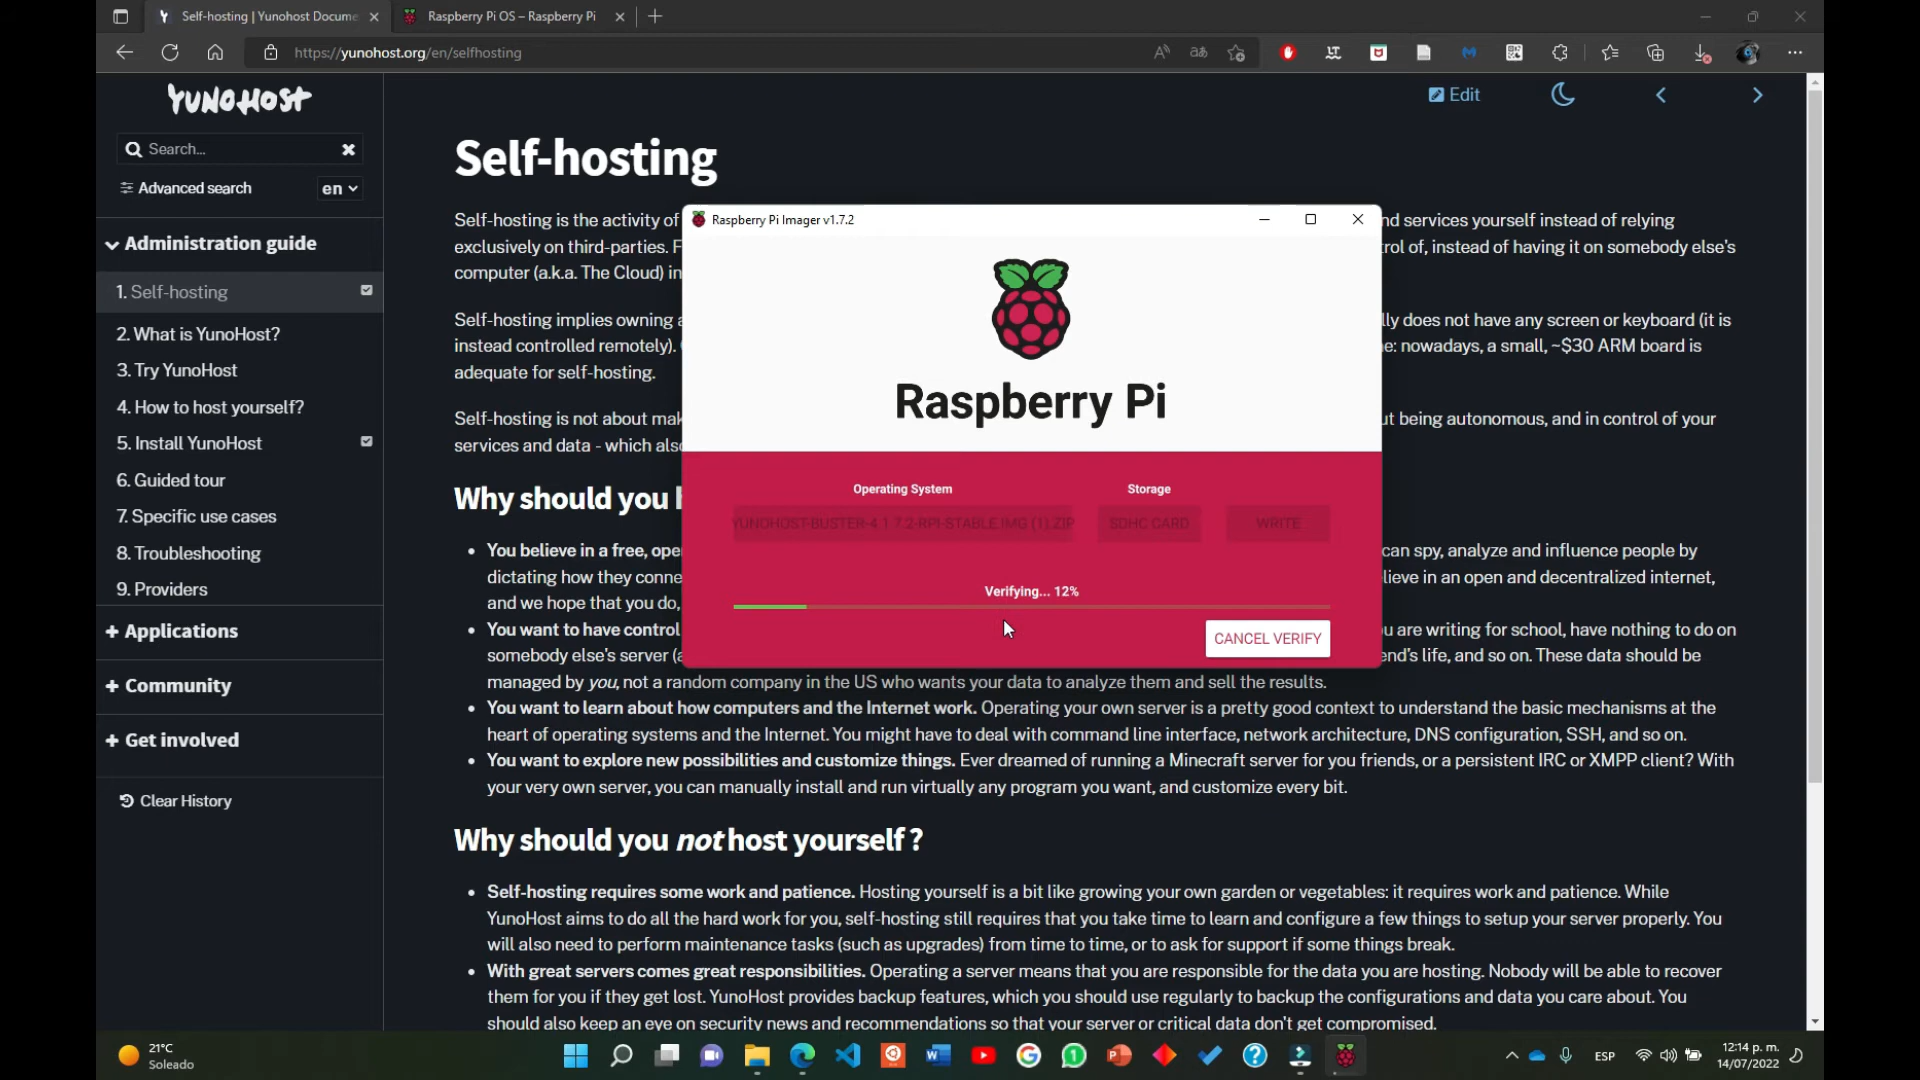 Self-hosting | Yunohost Docume
Raspberry Pi OS – Raspberry Pi
https://yunohost.org/en/selfhosting
YUNOHOST
Search...
Advanced search
en
Administration guide
1. Self-hosting
2. What is YunoHost?
3. Try YunoHost
4. How to host yourself?
5. Install YunoHost
6. Guided tour
7. Specific use cases
8. Troubleshooting
9. Providers
Applications
Community
Get involved
Clear History
Edit
Self-hosting
Self-hosting is the activity of
nd services yourself instead of relying
exclusively on third-parties. F
rol of, instead of having it on somebody else's
computer (a.k.a. The Cloud) in
Self-hosting implies owning a
lly does not have any screen or keyboard (it is
instead controlled remotely).
e: nowadays, a small, ~$30 ARM board is
adequate for self-hosting.
Self-hosting is not about mak
ut being autonomous, and in control of your
services and data - which also
Why should you h
You believe in a free, ope
can spy, analyze and influence people by
dictating how they conne
lieve in an open and decentralized internet,
and we hope that you do,
You want to have control
u are writing for school, have nothing to do on
somebody else's server (a
end's life, and so on. These data should be
managed by you, not a random company in the US who wants your data to analyze them and sell the results.
You want to learn about how computers and the Internet work. Operating your own server is a pretty good context to understand the basic mechanisms at the
heart of operating systems and the Internet. You might have to deal with command line interface, network architecture, DNS configuration, SSH, and so on.
You want to explore new possibilities and customize things. Ever dreamed of running a Minecraft server for you friends, or a persistent IRC or XMPP client? With
your very own server, you can manually install and run virtually any program you want, and customize every bit.
Why should you not host yourself ?
Self-hosting requires some work and patience. Hosting yourself is a bit like growing your own garden or vegetables: it requires work and patience. While
YunoHost aims to do all the hard work for you, self-hosting still requires that you take time to learn and configure a few things to setup your server properly. You
will also need to perform maintenance tasks (such as upgrades) from time to time, or to ask for support if some things break.
With great servers comes great responsibilities. Operating a server means that you are responsible for the data you are hosting. Nobody will be able to recover
them for you if they get lost. YunoHost provides backup features, which you should use regularly to backup the configurations and data you care about. You
should also keep an eye on security news and recommendations so that your server or critical data don't get compromised.
Raspberry Pi Imager v1.7.2
Raspberry Pi
Operating System
Storage
YUNOHOST-BUSTER-4.1.7.2-RPI-STABLE.IMG (1).ZIP
SDHC CARD
WRITE
Verifying... 12%
CANCEL VERIFY
21°C
Soleado
ESP
12:14 p. m.
14/07/2022